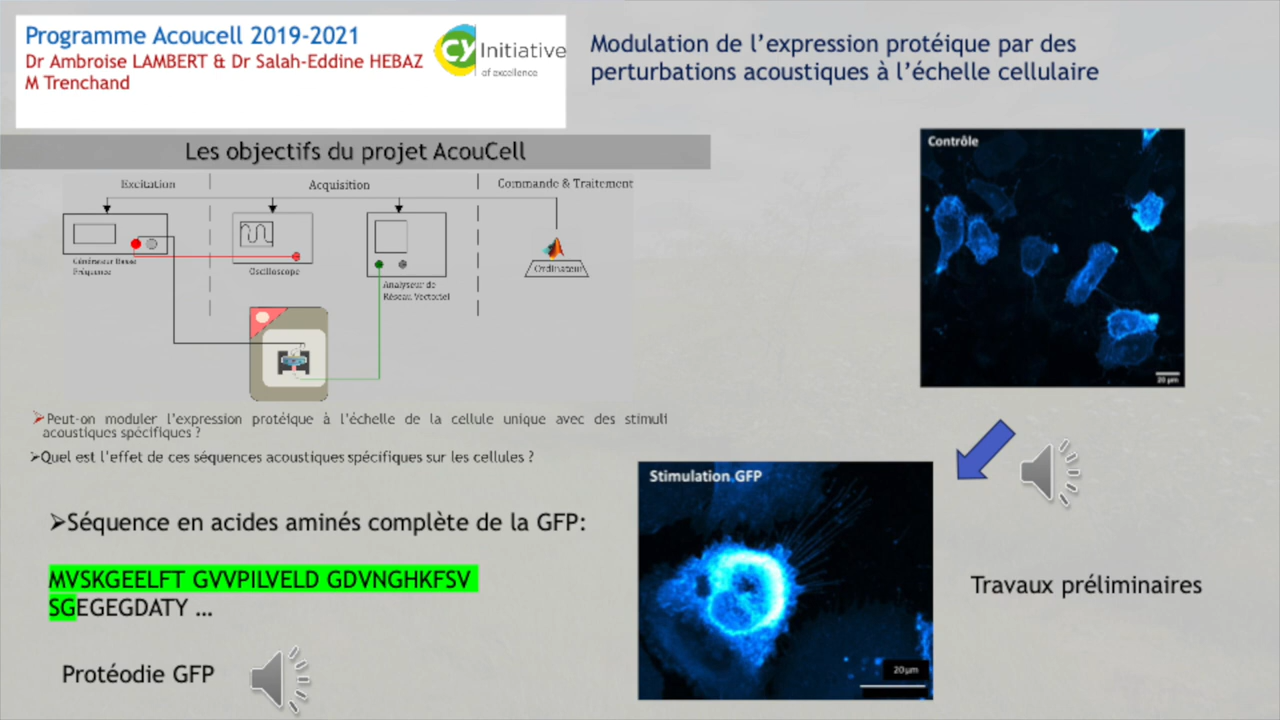 Programme Acoucell 2019-2021
Dr Ambroise LAMBERT & Dr Salah-Eddine HEBAZ
M Trenchand
CY Initiative
of excellence
Modulation de l’expression protéique par des
perturbations acoustiques à l’échelle cellulaire
Les objectifs du projet AcouCell
Excitation
Acquisition
Commande & Traitement
Générateur Basse
Fréquence
Oscilloscope
Analyseur de
Réseau Vectoriel
Ordinateur
Contrôle
20 µm
➢Peut-on moduler l’expression protéique à l’échelle de la cellule unique avec des stimuli
acoustiques spécifiques ?
➢Quel est l’effet de ces séquences acoustiques spécifiques sur les cellules ?
Stimulation GFP
20µm
➢Séquence en acides aminés complète de la GFP:
MVSKGEELFT GVVPILVELD GDVNGHKFSV
SGEGEGDATY ...
Travaux préliminaires
Protéodie GFP